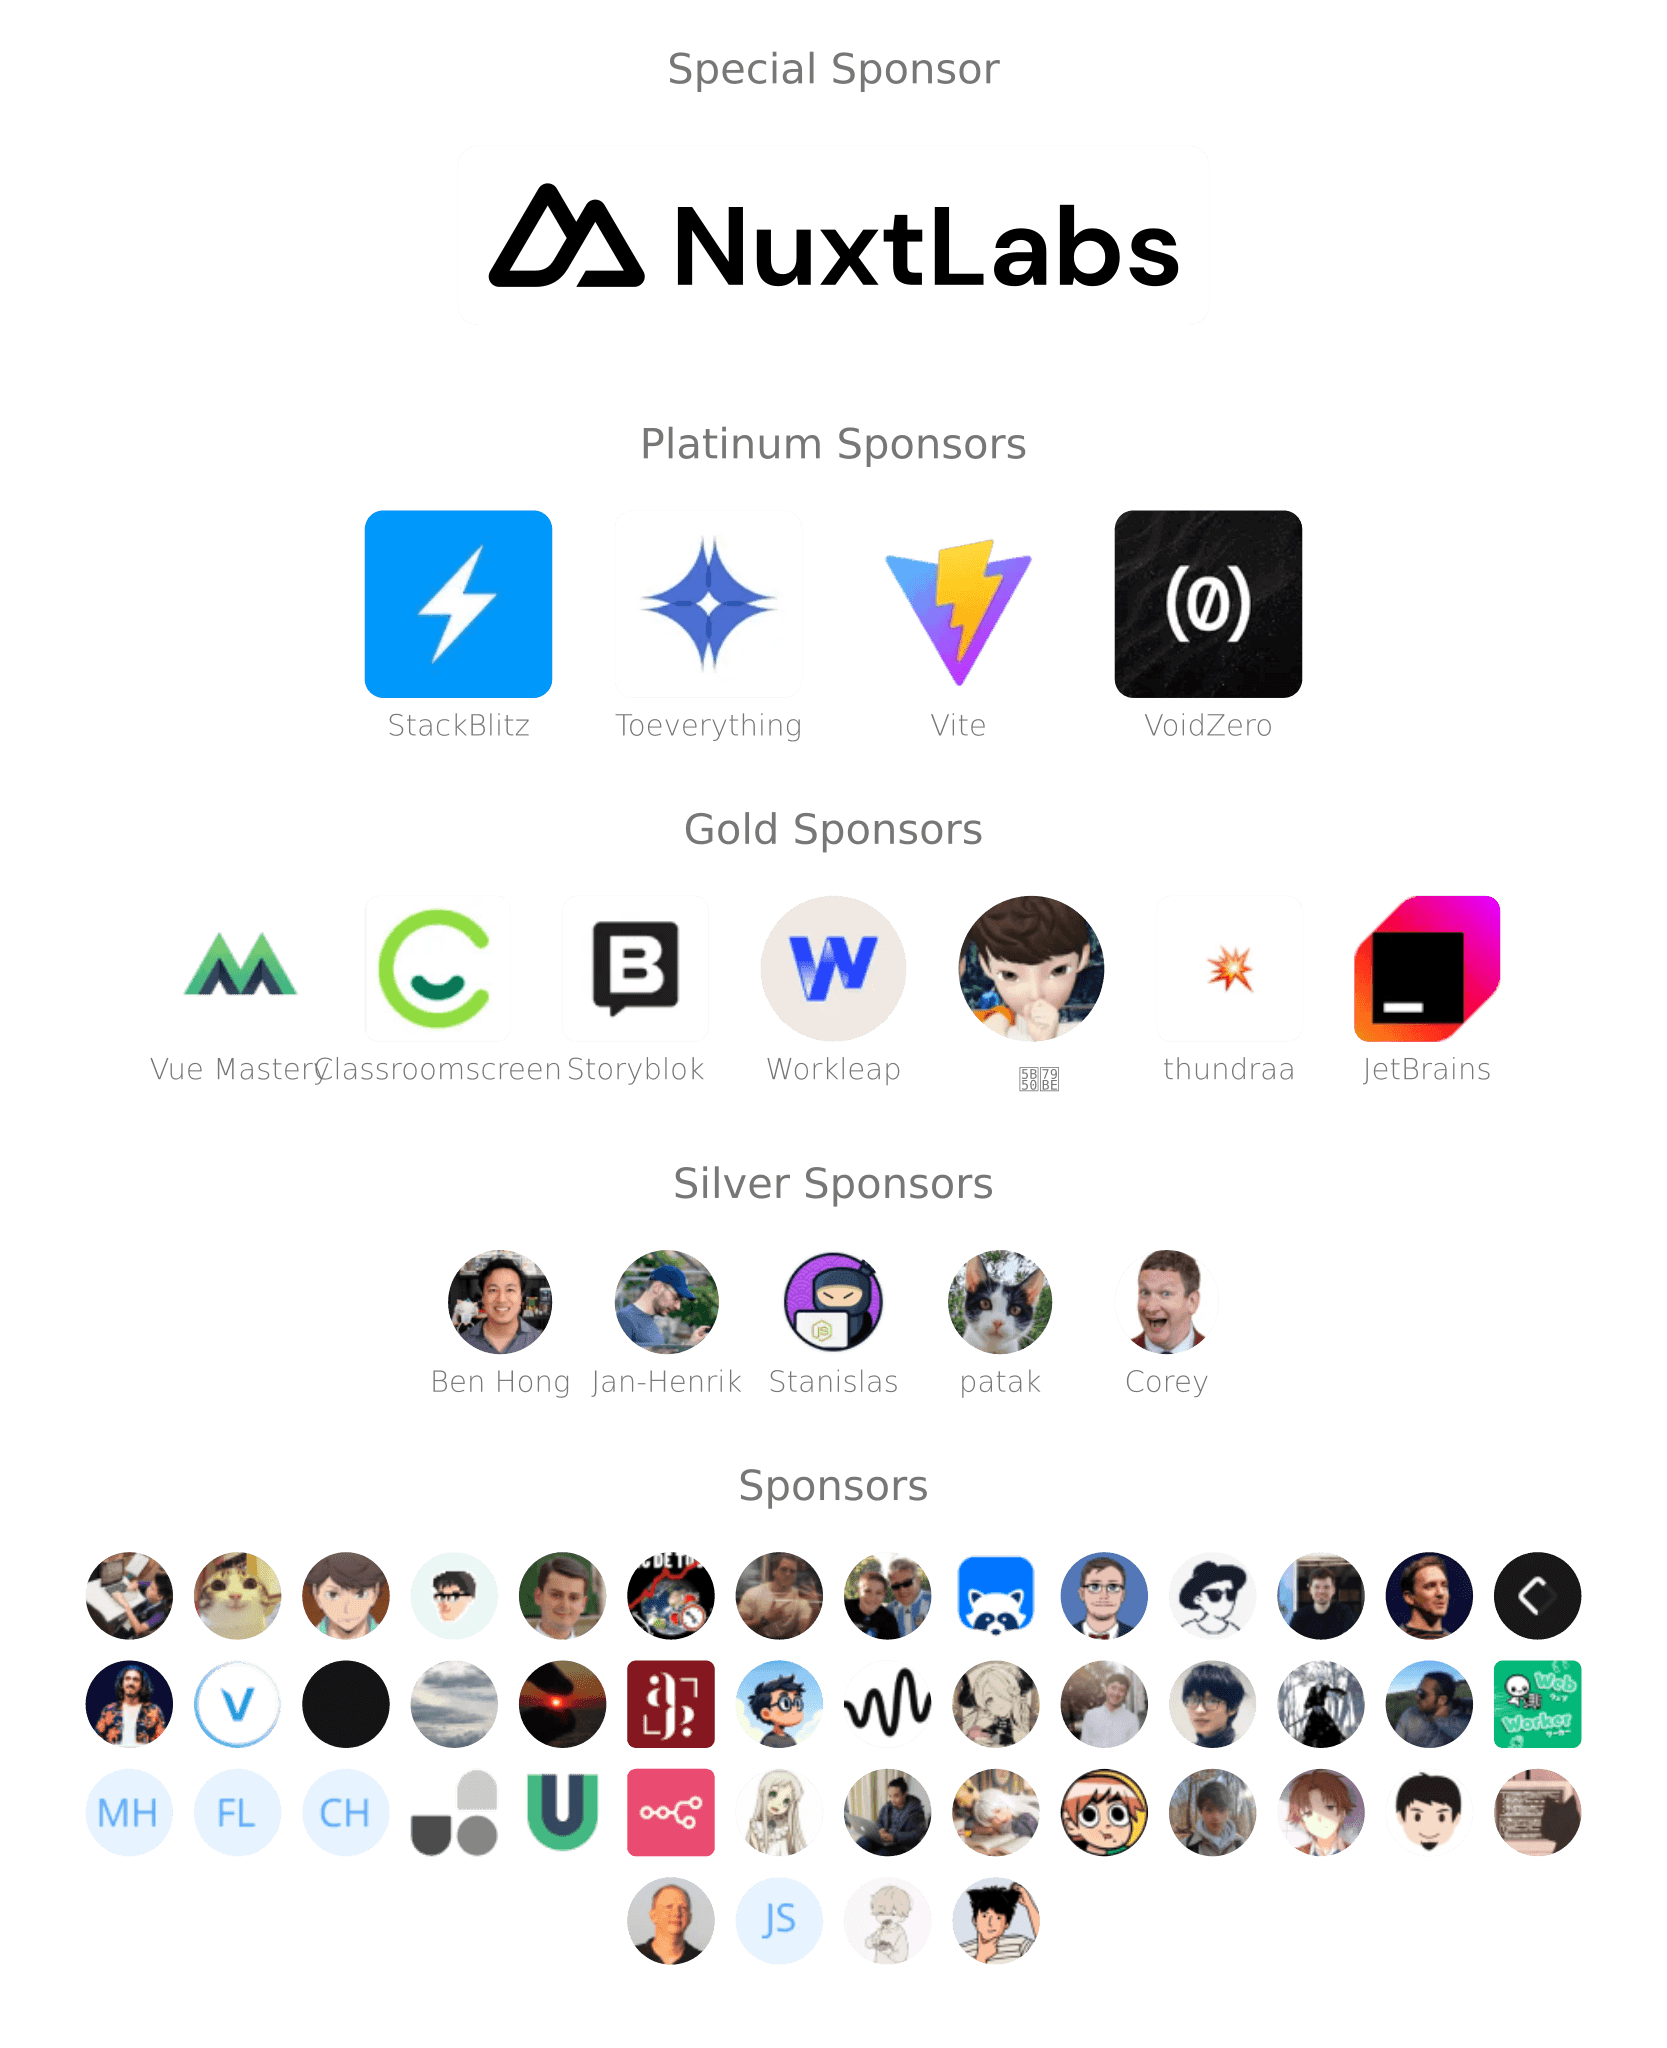 Special Sponsor
NuxtLabs
Platinum Sponsors
StackBlitz Toeverything Vite VoidZero
Gold Sponsors
Vue Mastery Classroomscreen Storyblok Workleap thundraa JetBrains
Silver Sponsors
Ben Hong Jan-Henrik Stanislas patak Corey
Sponsors
V
Web
Worker
MH FL CH
JS